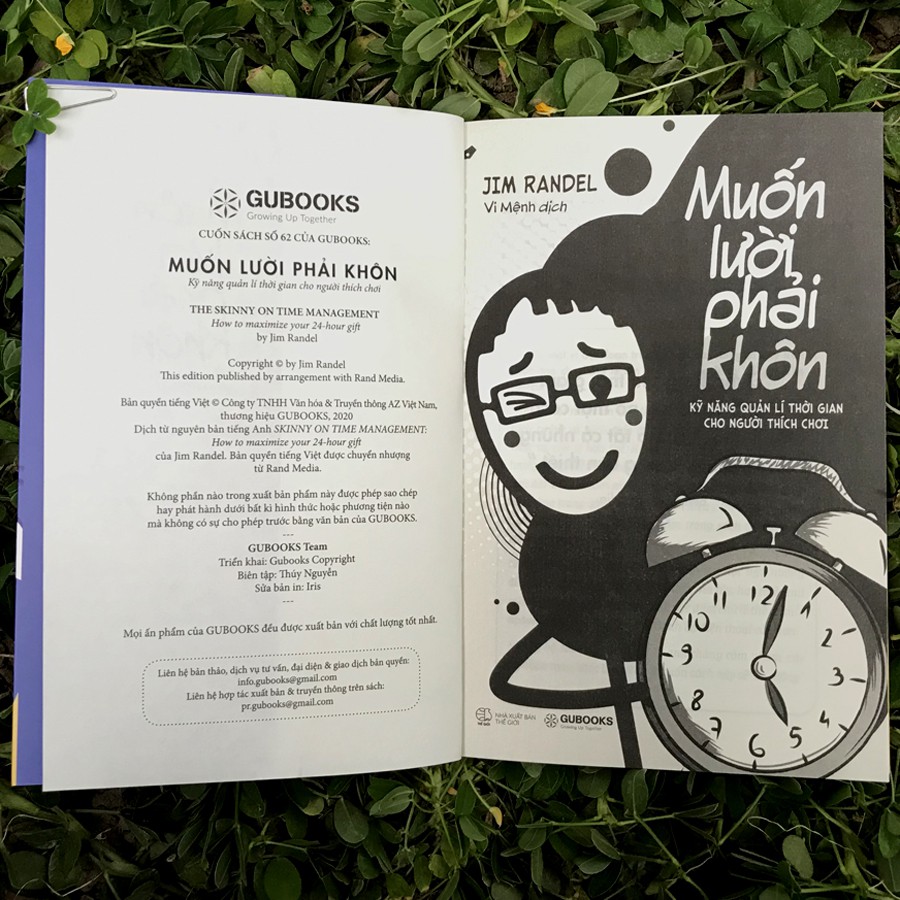 GUBOOKS
Growing Up Together
CUỐN SÁCH SỐ 62 CỦA GUBOOKS:
MUỐN LƯỜI PHẢI KHÔN
Kỹ năng quản lí thời gian cho người thích chơi
THE SKINNY ON TIME MANAGEMENT
How to maximize your 24-hour gift
by Jim Randel
Copyright © by Jim Randel
This edition published by arrangement with Rand Media.
Bản quyền tiếng Việt © Công ty TNHH Văn hóa & Truyền thông AZ Việt Nam,
thương hiệu GUBOOKS, 2020
Dịch từ nguyên bản tiếng Anh SKINNY ON TIME MANAGEMENT:
How to maximize your 24-hour gift
của Jim Randel. Bản quyền tiếng Việt được chuyển nhượng
từ Rand Media.
Không phần nào trong xuất bản phẩm này được phép sao chép
hay phát hành dưới bất kì hình thức hoặc phương tiện nào
mà không có sự cho phép trước bằng văn bản của GUBOOKS.
---
GUBOOKS Team
Triển khai: Gubooks Copyright
Biên tập: Thúy Nguyễn
Sửa bản in: Iris
---
Mọi ấn phẩm của GUBOOKS đều được xuất bản với chất lượng tốt nhất.
Liên hệ bản thảo, dịch vụ tư vấn, đại diện & giao dịch bản quyền:
info.gubooks@gmail.com
Liên hệ hợp tác xuất bản & truyền thông trên sách:
pr.gubooks@gmail.com
JIM RANDEL
Vi Mệnh dịch
Muốn
lười
phải
khôn
KỸ NĂNG QUẢN LÍ THỜI GIAN
CHO NGƯỜI THÍCH CHƠI
12
1
2
3
4
5
6
7
8
9
10
11
NHÀ XUẤT BẢN
THẾ GIỚI
GUBOOKS
Growing Up Together